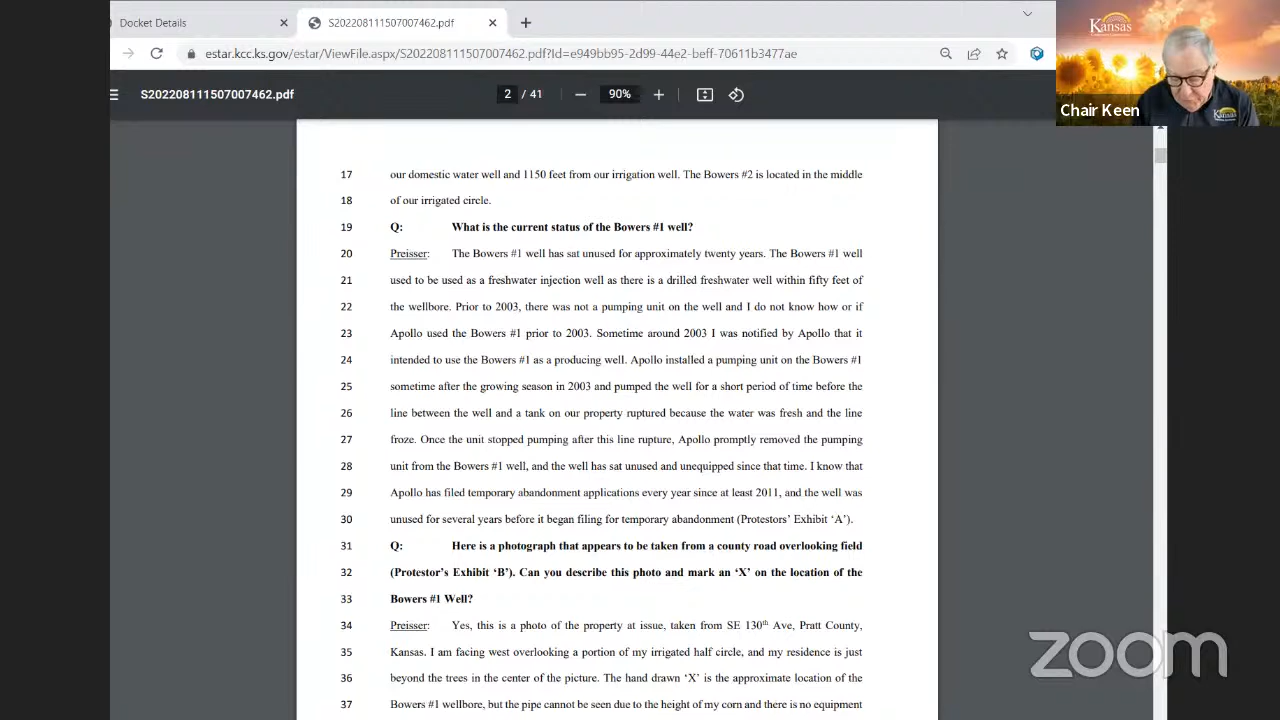 Docket Details
S202208111507007462.pdf
estar.kcc.ks.gov/estar/ViewFile.aspx/S202208111507007462.pdf?Id=e949bb95-2d99-44e2-beff-70611b3477ae
S202208111507007462.pdf
2 / 41
90%
Kansas
Kansas
Chair Keen
17 our domestic water well and 1150 feet from our irrigation well. The Bowers #2 is located in the middle
18 of our irrigated circle.
19 Q: What is the current status of the Bowers #1 well?
20 Preisser: The Bowers #1 well has sat unused for approximately twenty years. The Bowers #1 well
21 used to be used as a freshwater injection well as there is a drilled freshwater well within fifty feet of
22 the wellbore. Prior to 2003, there was not a pumping unit on the well and I do not know how or if
23 Apollo used the Bowers #1 prior to 2003. Sometime around 2003 I was notified by Apollo that it
24 intended to use the Bowers #1 as a producing well. Apollo installed a pumping unit on the Bowers #1
25 sometime after the growing season in 2003 and pumped the well for a short period of time before the
26 line between the well and a tank on our property ruptured because the water was fresh and the line
27 froze. Once the unit stopped pumping after this line rupture, Apollo promptly removed the pumping
28 unit from the Bowers #1 well, and the well has sat unused and unequipped since that time. I know that
29 Apollo has filed temporary abandonment applications every year since at least 2011, and the well was
30 unused for several years before it began filing for temporary abandonment (Protestors’ Exhibit ‘A’).
31 Q: Here is a photograph that appears to be taken from a county road overlooking field
32 (Protestor’s Exhibit ‘B’). Can you describe this photo and mark an ‘X’ on the location of the
33 Bowers #1 Well?
34 Preisser: Yes, this is a photo of the property at issue, taken from SE 130th Ave, Pratt County,
35 Kansas. I am facing west overlooking a portion of my irrigated half circle, and my residence is just
36 beyond the trees in the center of the picture. The hand drawn ‘X’ is the approximate location of the
37 Bowers #1 wellbore, but the pipe cannot be seen due to the height of my corn and there is no equipment
zoom